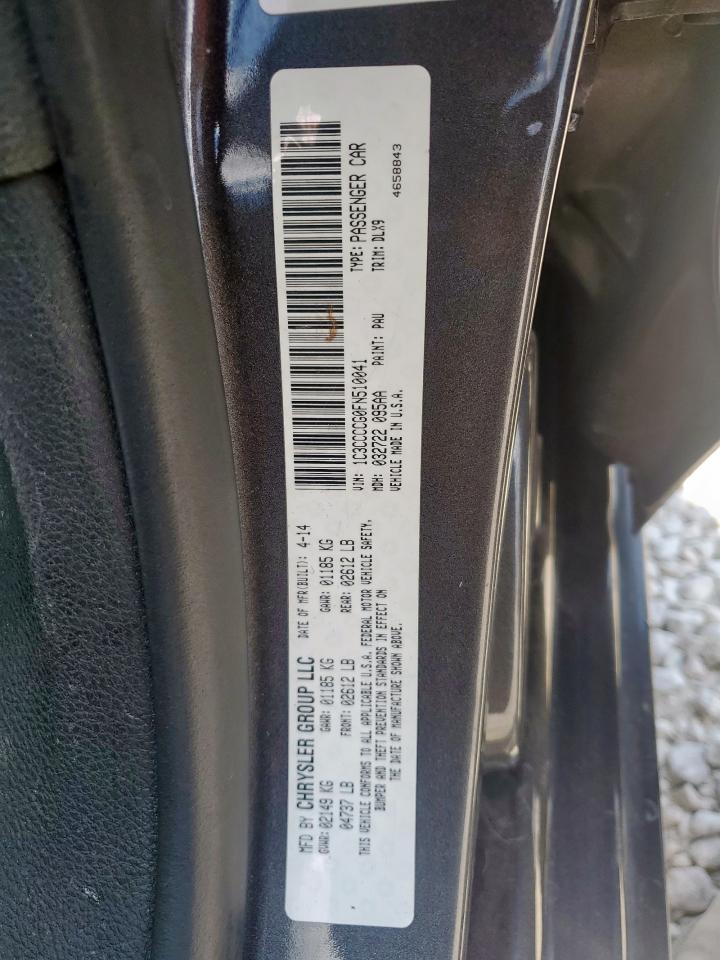 MFD BY CHRYSLER GROUP LLC DATE OF MFR(BUILT): 4-14
GVWR: 02149 KG GAWR: 01185 KG GAWR: 01185 KG
04737 LB FRONT: 02612 LB REAR: 02612 LB
THIS VEHICLE CONFORMS TO ALL APPLICABLE U.S.A. FEDERAL MOTOR VEHICLE SAFETY,
BUMPER AND THEFT PREVENTION STANDARDS IN EFFECT ON
THE DATE OF MANUFACTURE SHOWN ABOVE.
VIN: 1C3CCCCG0FN510041 TYPE: PASSENGER CAR
MDH: 032722 095AA PAINT: PAU TRIM: DLX9
VEHICLE MADE IN U.S.A. 4658843